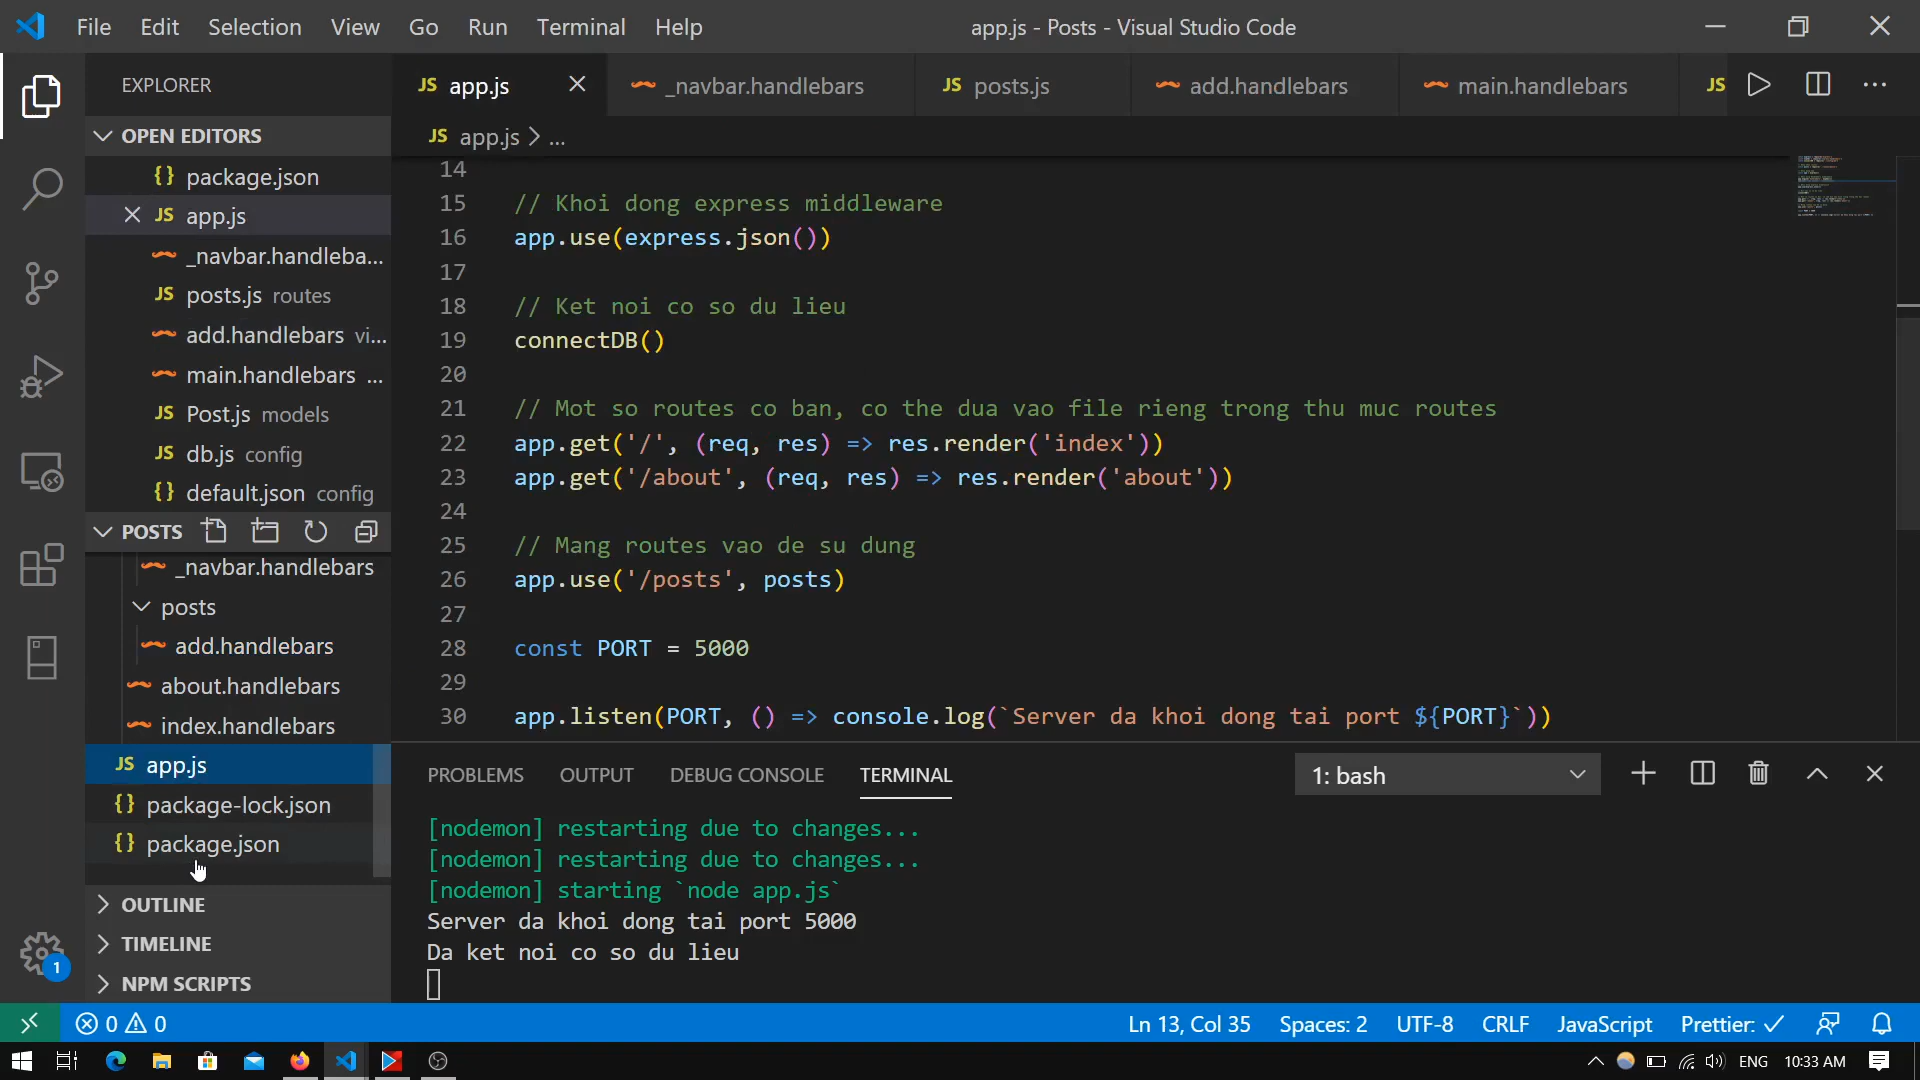 File Edit Selection View Go Run Terminal Help
app.js - Posts - Visual Studio Code
EXPLORER
OPEN EDITORS
{} package.json
JS app.js
_navbar.handleba...
JS posts.js routes
add.handlebars vi...
main.handlebars ...
JS Post.js models
JS db.js config
{} default.json config
POSTS
_navbar.handlebars
posts
add.handlebars
about.handlebars
index.handlebars
JS app.js
{} package-lock.json
{} package.json
OUTLINE
TIMELINE
NPM SCRIPTS
1
JS app.js
_navbar.handlebars
JS posts.js
add.handlebars
main.handlebars
JS
JS app.js > ...
14
15 // Khoi dong express middleware
16 app.use(express.json())
17
18 // Ket noi co so du lieu
19 connectDB()
20
21 // Mot so routes co ban, co the dua vao file rieng trong thu muc routes
22 app.get('/', (req, res) => res.render('index'))
23 app.get('/about', (req, res) => res.render('about'))
24
25 // Mang routes vao de su dung
26 app.use('/posts', posts)
27
28 const PORT = 5000
29
30 app.listen(PORT, () => console.log(`Server da khoi dong tai port ${PORT}`))
PROBLEMS OUTPUT DEBUG CONSOLE TERMINAL
1: bash
[nodemon] restarting due to changes...
[nodemon] restarting due to changes...
[nodemon] starting `node app.js`
Server da khoi dong tai port 5000
Da ket noi co so du lieu
0 0
Ln 13, Col 35 Spaces: 2 UTF-8 CRLF JavaScript Prettier: ✓
ENG 10:33 AM